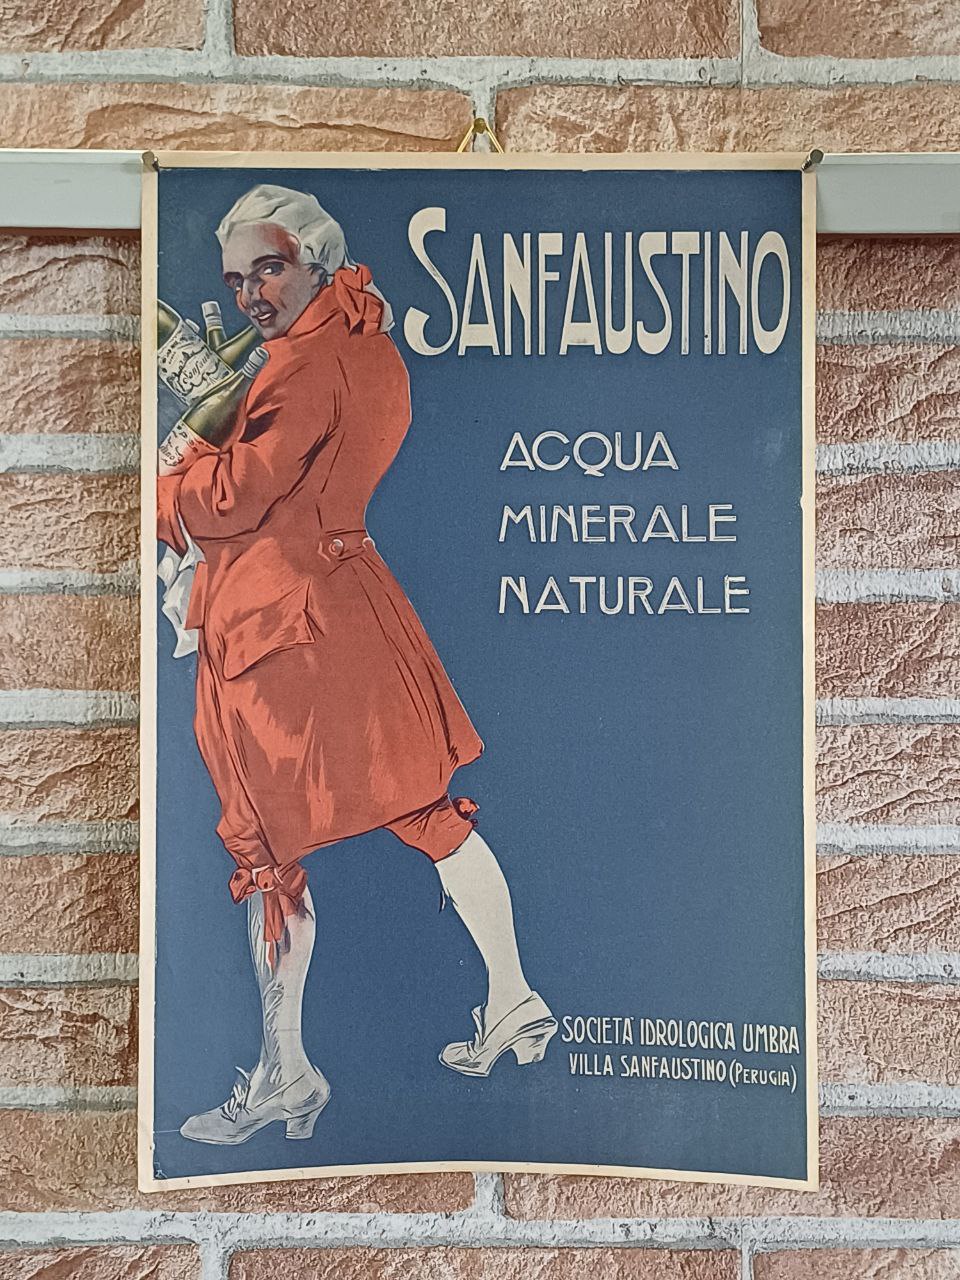 SANFAUSTINO
ACQUA
MINERALE
NATURALE
SOCIETA' IDROLOGICA UMBRA
VILLA SANFAUSTINO (PERUGIA)